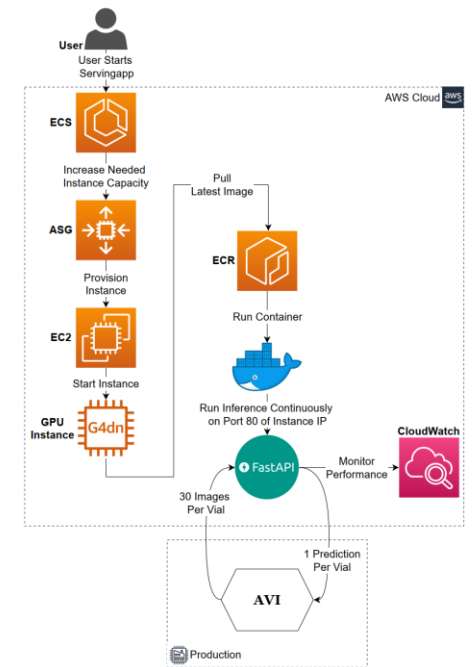 User
User Starts
Servingapp
AWS Cloud
aws
ECS
Increase Needed
Instance Capacity
Pull
Latest Image
ASG
ECR
Provision
Instance
Run Container
EC2
Start Instance
Run Inference Continuously
on Port 80 of Instance IP
GPU
Instance
G4dn
CloudWatch
FastAPI
Monitor
Performance
30 Images
Per Vial
1 Prediction
Per Vial
AVI
Production